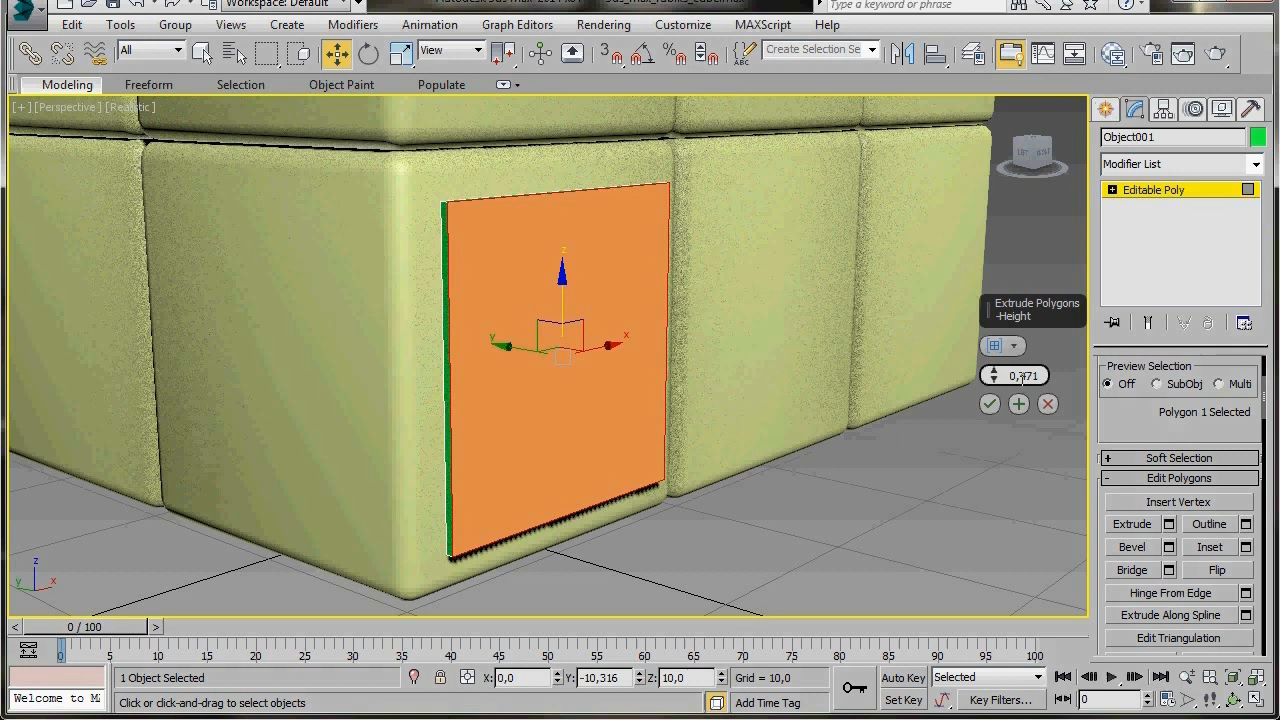 Workspace: Default
Type a keyword or phrase
Edit Tools Group Views Create Modifiers Animation Graph Editors Rendering Customize MAXScript Help
All View 3 Create Selection Se
Modeling Freeform Selection Object Paint Populate
[+] [Perspective] [Realistic]
Object001
Modifier List
Editable Poly
z
y x
Extrude Polygons
-Height
Preview Selection
Off SubObj Multi
Polygon 1 Selected
+ Soft Selection
- Edit Polygons
Insert Vertex
Extrude Outline
Bevel Inset
Bridge Flip
Hinge From Edge
Extrude Along Spline
Edit Triangulation
z
y x
< 0 / 100 >
0 5 10 15 20 25 30 35 40 45 50 55 60 65 70 75 80 85 90 95 100
1 Object Selected X: 0,0 Y: -10,316 Z: 10,0 Grid = 10,0 Auto Key Selected
Welcome to Click or click-and-drag to select objects Add Time Tag Set Key Key Filters... 0